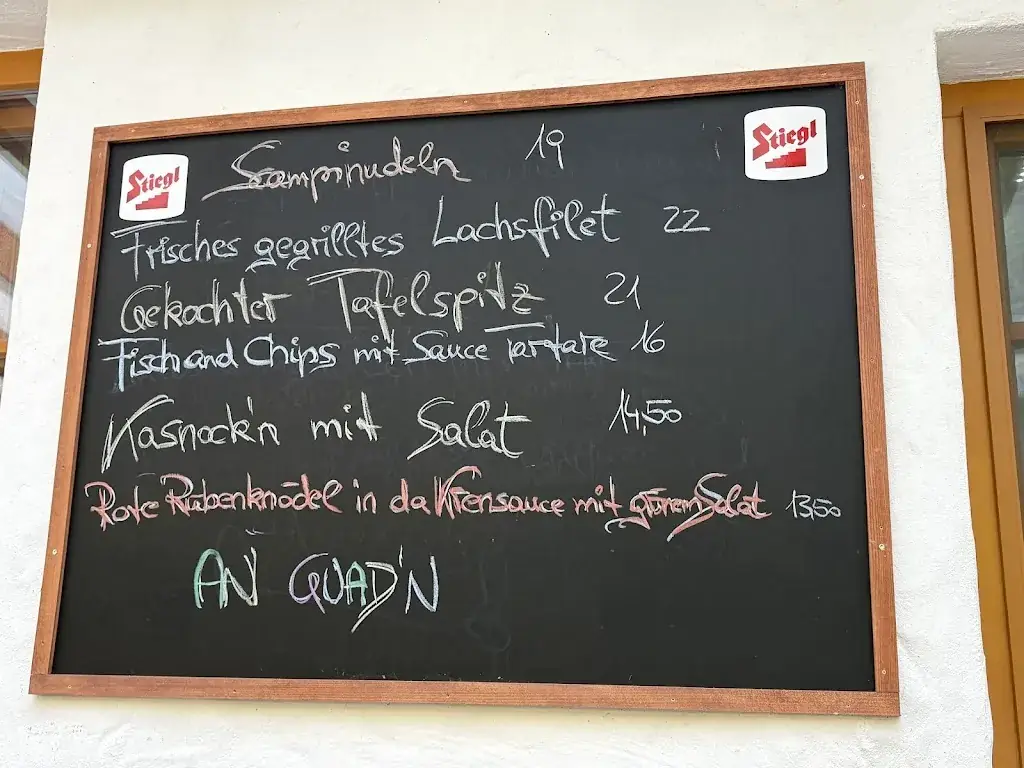 Stiegl
Stiegl
Scampinudeln 19
Frisches gegrilltes Lachsfilet 22
Gekochter Tafelspitz 21
Fisch and Chips mit Sauce Tartare 16
Kasnock'n mit Salat 14,50
Rote Rübenknödel in da Krensauce mit grünem Salat 13,50
AN GUAD'N